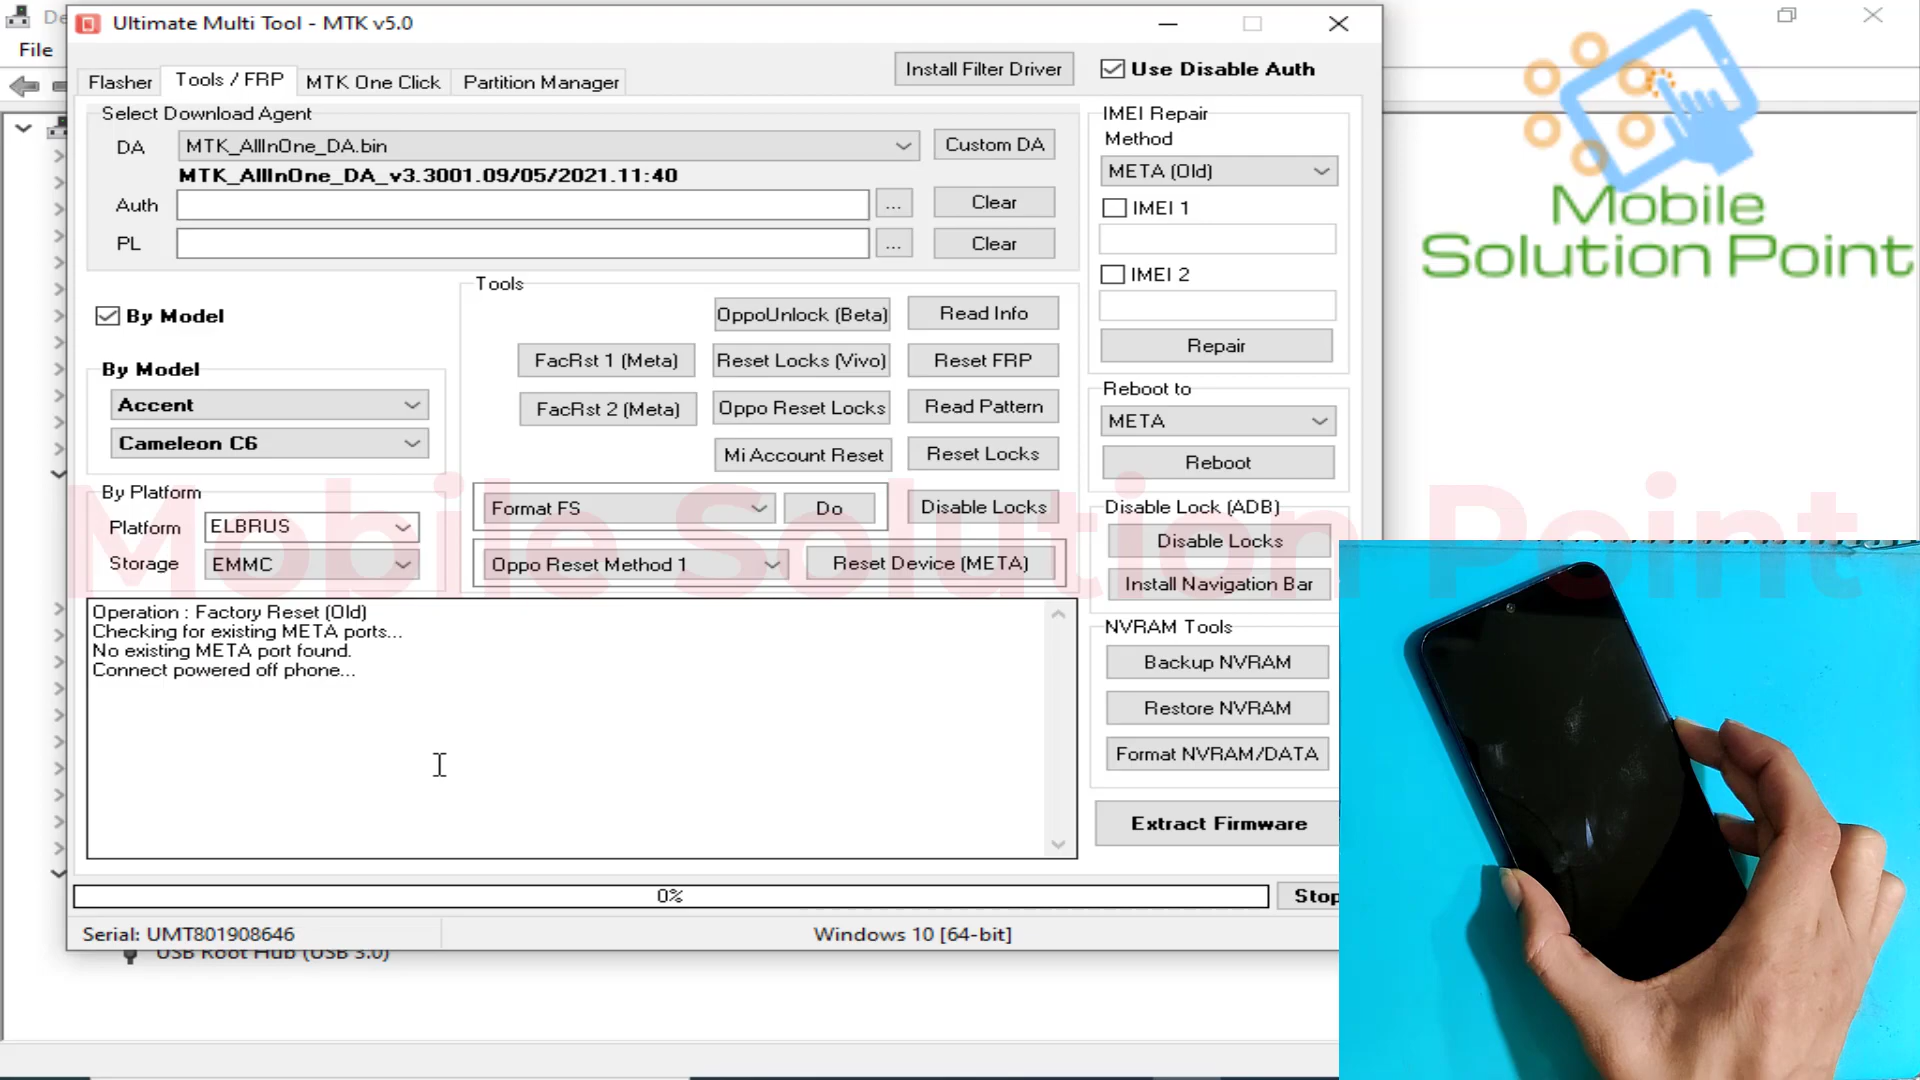 De
Ultimate Multi Tool - MTK v5.0
File
Flasher
Tools / FRP
MTK One Click
Partition Manager
Install Filter Driver
Use Disable Auth
Select Download Agent
DA
MTK_AllInOne_DA.bin
Custom DA
MTK_AllInOne_DA_v3.3001.09/05/2021.11:40
Auth
...
Clear
PL
...
Clear
IMEI Repair
Method
META (Old)
IMEI 1
IMEI 2
Repair
Mobile
Solution Point
By Model
By Model
Accent
Cameleon C6
By Platform
Platform
ELBRUS
Storage
EMMC
Tools
OppoUnlock (Beta)
Read Info
FacRst 1 (Meta)
Reset Locks (Vivo)
Reset FRP
FacRst 2 (Meta)
Oppo Reset Locks
Read Pattern
Mi Account Reset
Reset Locks
Format FS
Do
Disable Locks
Oppo Reset Method 1
Reset Device (META)
Reboot to
META
Reboot
Disable Lock (ADB)
Disable Locks
Install Navigation Bar
Mobile Solution Point
Operation : Factory Reset (Old)
Checking for existing META ports...
No existing META port found.
Connect powered off phone...
NVRAM Tools
Backup NVRAM
Restore NVRAM
Format NVRAM/DATA
Extract Firmware
0%
Stop
Serial: UMT801908646
Windows 10 [64-bit]
USB Root Hub (USB 3.0)